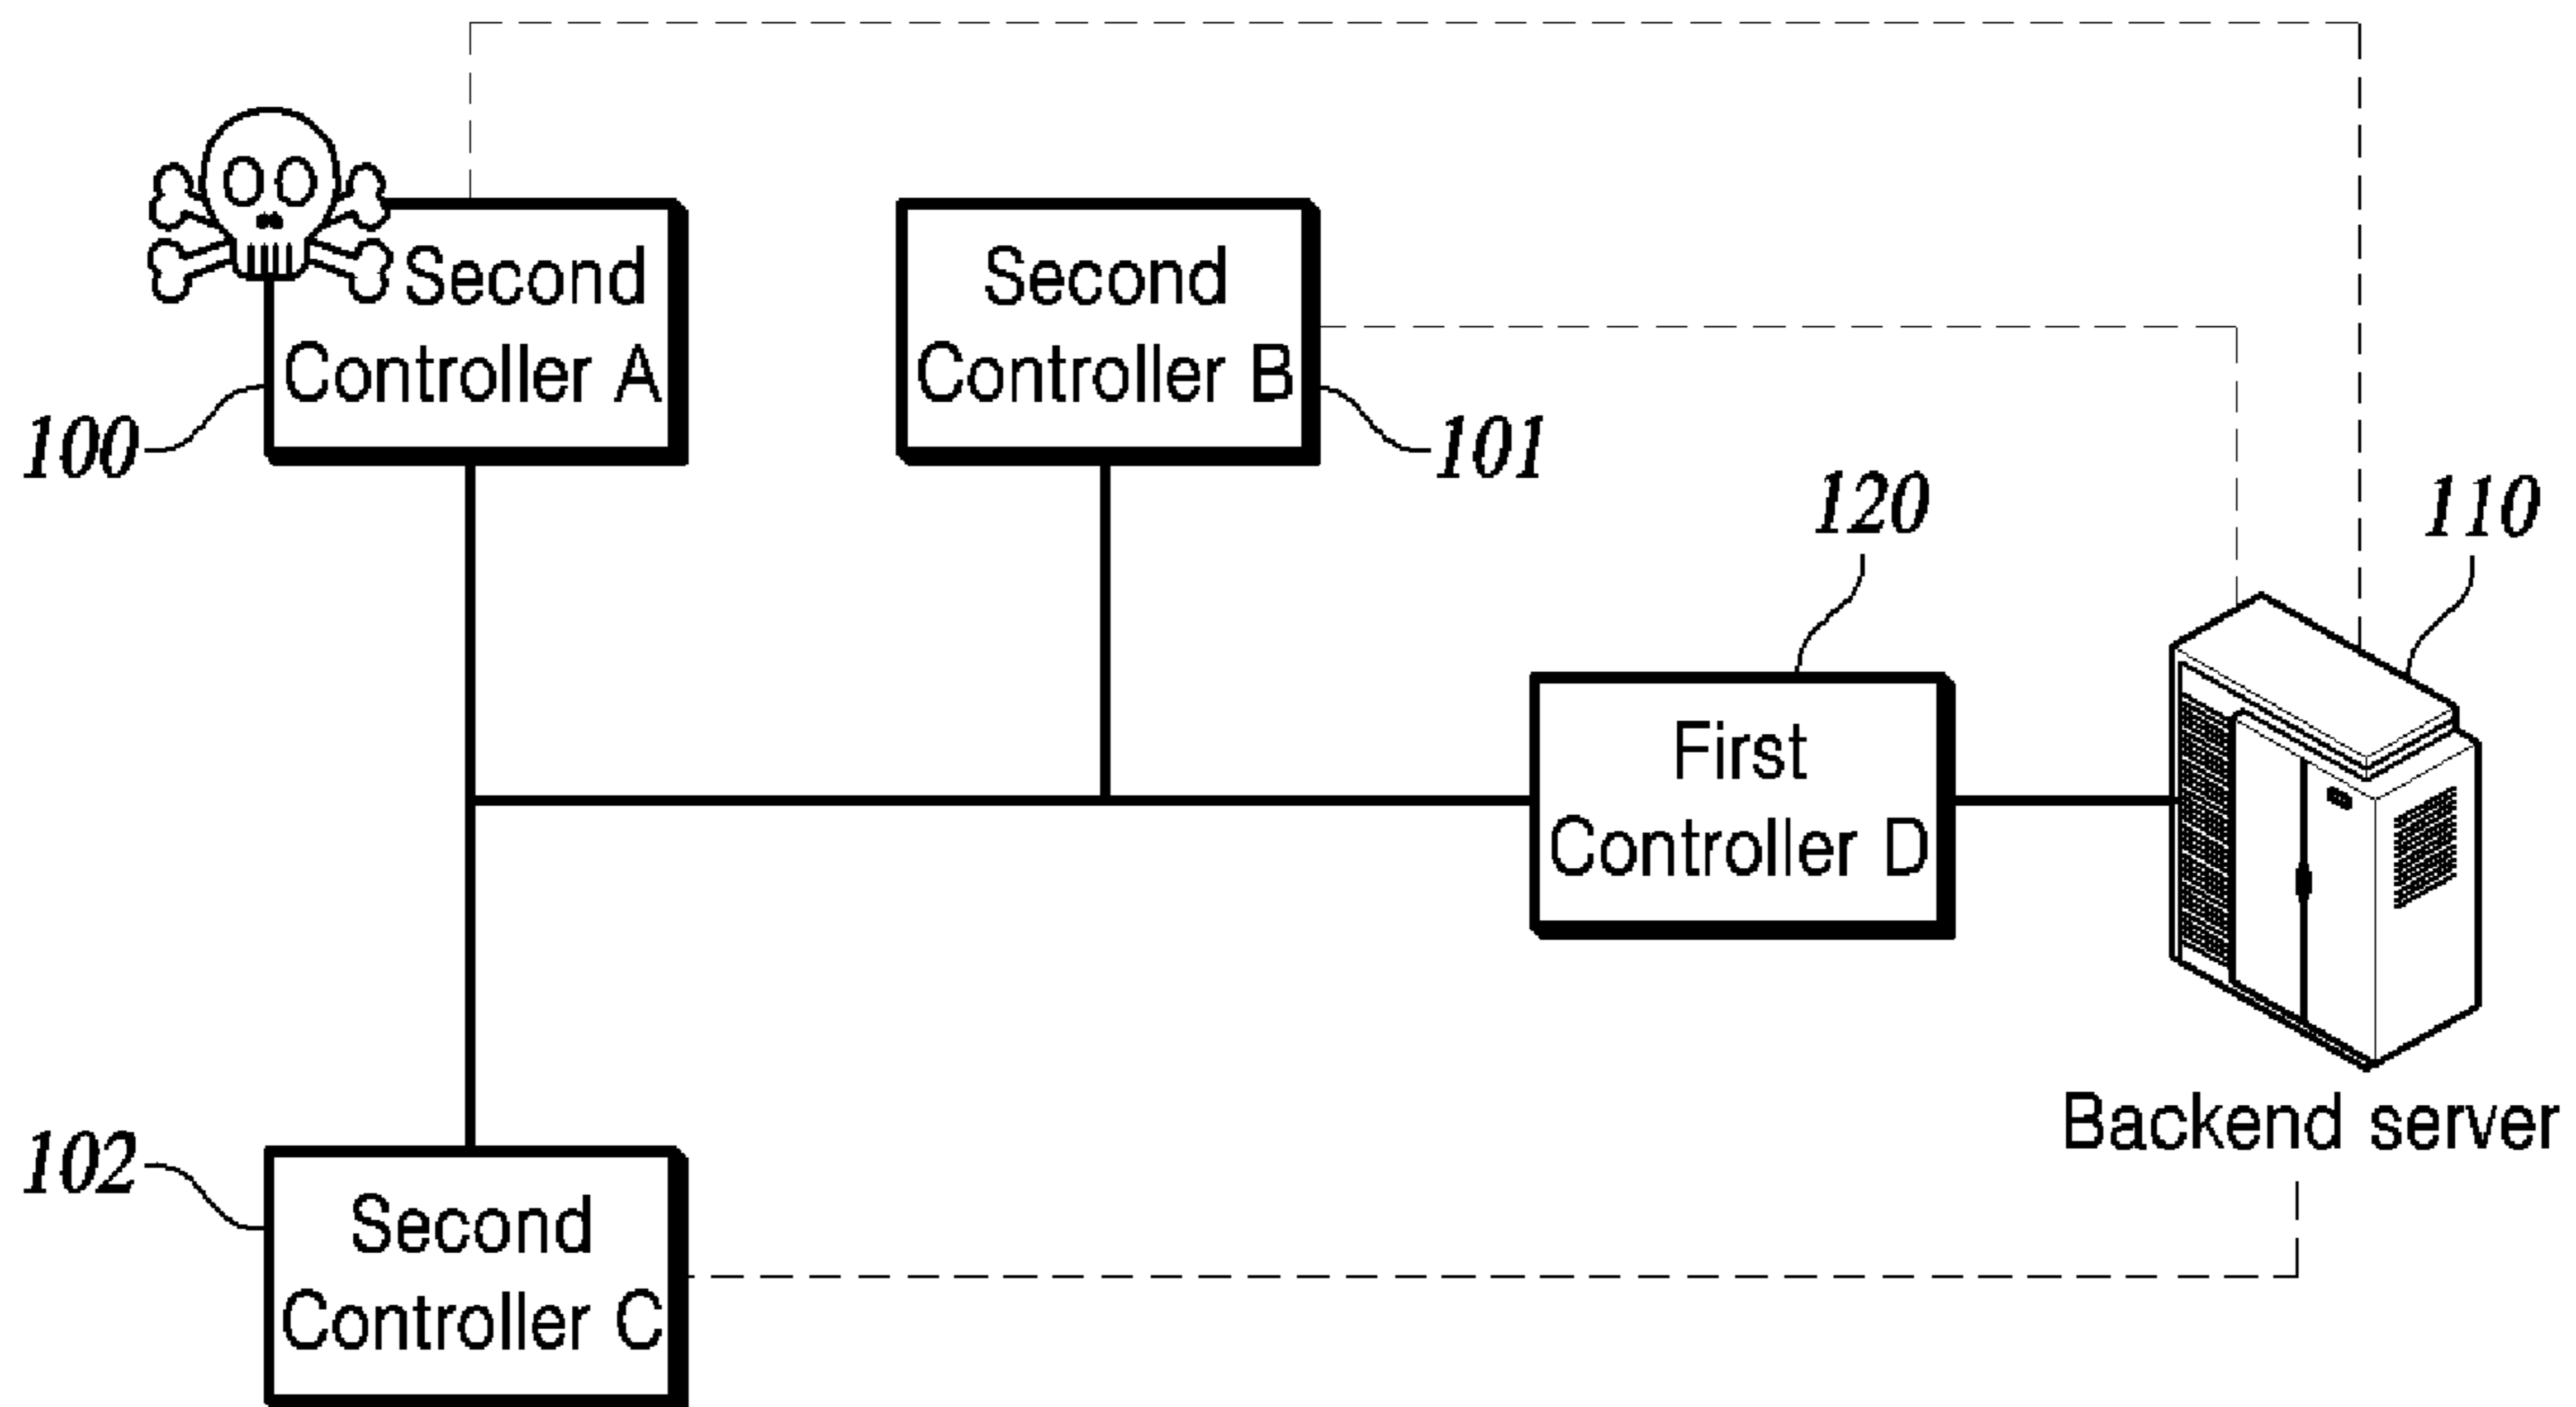 Second
Controller A
100
Second
Controller B
101
120
110
First
Controller D
Backend server
102
Second
Controller C